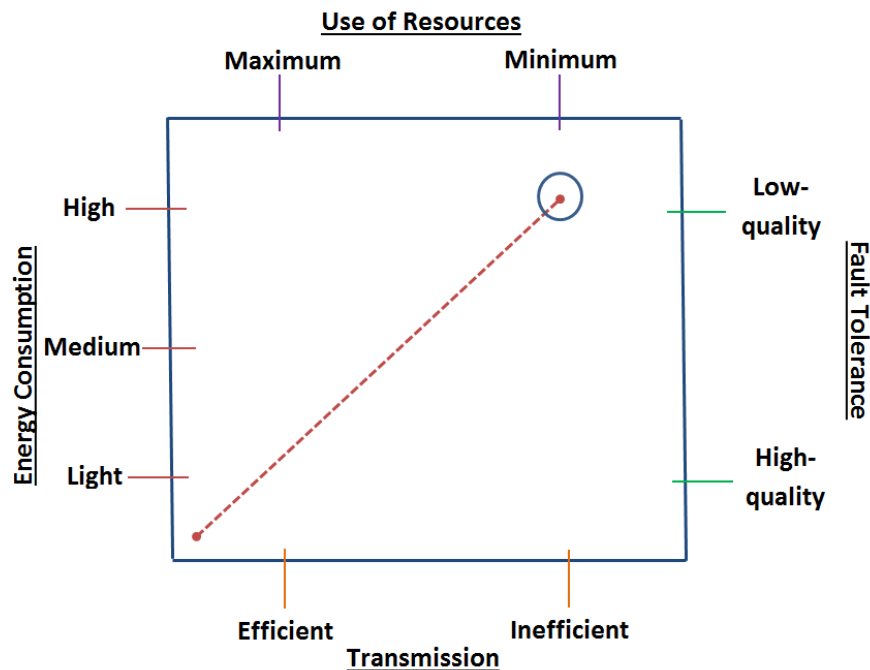 Use of Resources
Maximum
Minimum
High
Low-
quality
Energy Consumption
Fault Tolerance
Medium
Light
High-
quality
Efficient
Inefficient
Transmission